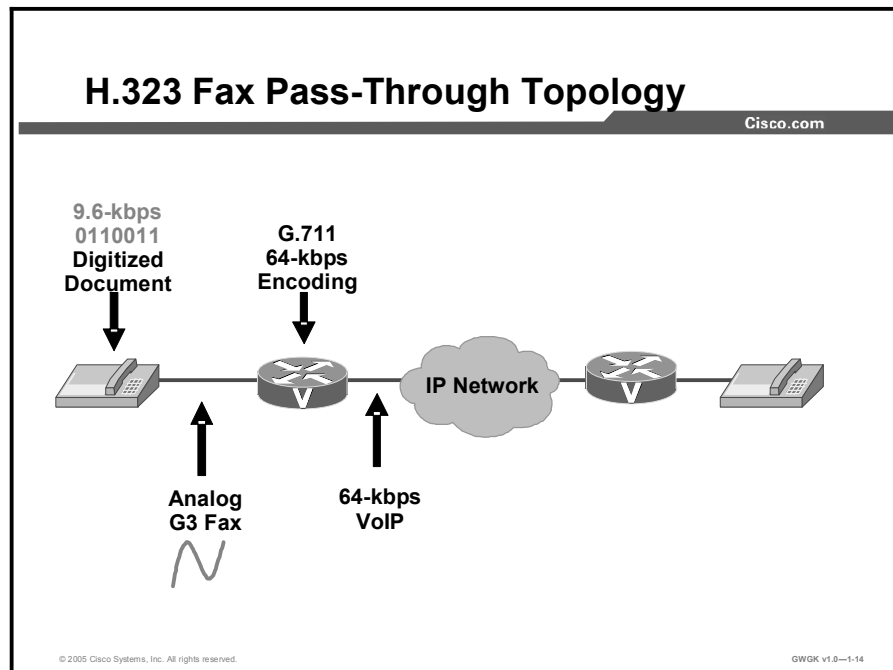 H.323 Fax Pass-Through Topology
Cisco.com
9.6-kbps
0110011
Digitized
Document
G.711
64-kbps
Encoding
V
IP Network
V
Analog
G3 Fax
64-kbps
VoIP
© 2005 Cisco Systems, Inc. All rights reserved.
GWGK v1.0—1-14